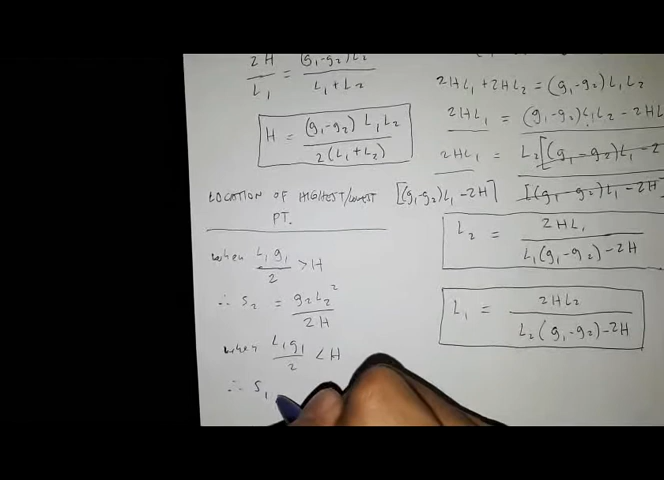 2H/L₁ = (g₁-g₂)L₂/(L₁+L₂)
H = (g₁-g₂) L₁L₂ / 2(L₁+L₂)
LOCATION OF HIGHEST/LOWEST
PT.
when L₁g₁/2 > H
∴ S₂ = g₂L₂²/2H
when L₁g₁/2 < H
∴ S₁
2HL₁ + 2HL₂ = (g₁-g₂) L₁L₂
2HL₁ = (g₁-g₂)L₁L₂ - 2HL
2HL₁ / [(g₁-g₂)L₁-2H] = L₂[(g₁-g₂)L₁-2 / [(g₁-g₂)L₁-2H]
L₂ = 2HL₁ / L₁(g₁-g₂)-2H
L₁ = 2HL₂ / L₂(g₁-g₂)-2H